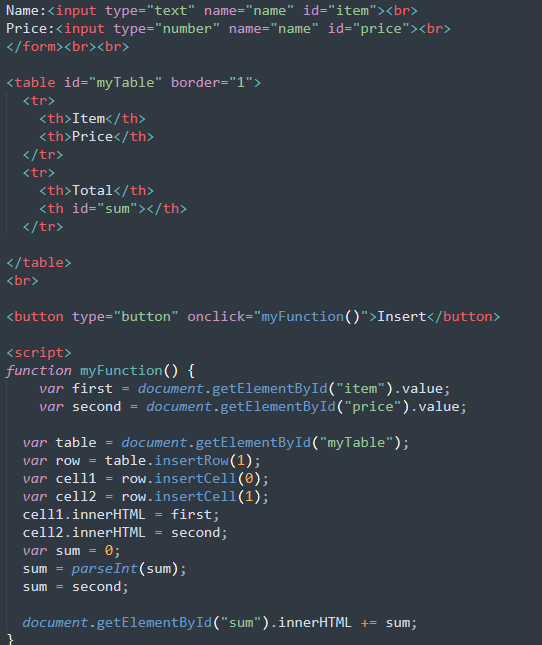 Name:<input type="text" name="name" id="item"><br>
Price:<input type="number" name="name" id="price"><br>
</form><br><br>
<table id="myTable" border="1">
<tr>
<th>Item</th>
<th>Price</th>
</tr>
<tr>
<th>Total</th>
<th id="sum"></th>
</tr>
</table>
<br>
<button type="button" onclick="myFunction()">Insert</button>
<script>
function myFunction() {
var first = document.getElementById("item").value;
var second = document.getElementById("price").value;
var table = document.getElementById("myTable");
var row = table.insertRow(1);
var cell1 = row.insertCell(0);
var cell2 = row.insertCell(1);
cell1.innerHTML = first;
cell2.innerHTML = second;
var sum = 0;
sum = parseInt(sum);
sum = second;
document.getElementById("sum").innerHTML += sum;
}